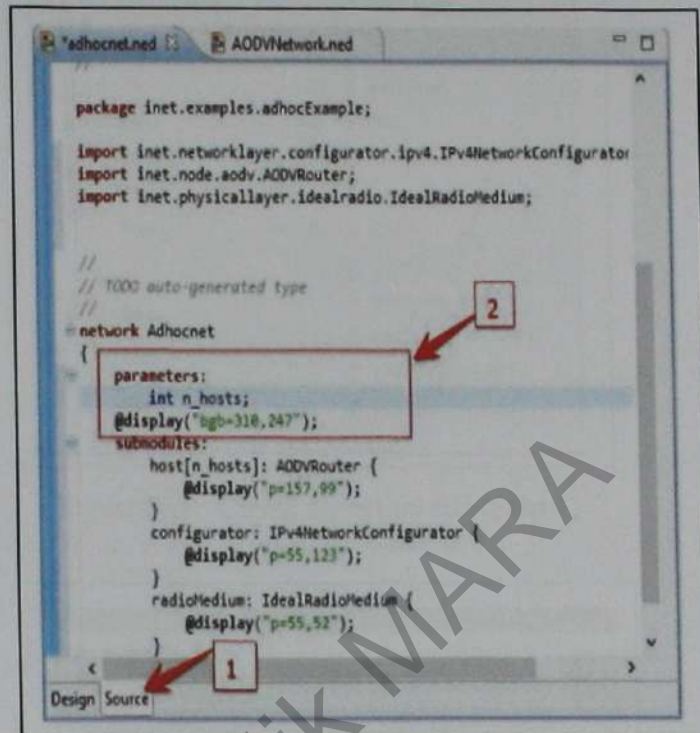 *adhocnet.ned AODVNetwork.ned
//
package inet.examples.adhocExample;
import inet.networklayer.configurator.ipv4.IPv4NetworkConfigurator
import inet.node.aodv.AODVRouter;
import inet.physicallayer.idealradio.IdealRadioMedium;
//
// TODO auto-generated type
//
network Adhocnet
{
parameters:
int n_hosts;
@display("bgb=310,247");
submodules:
host[n_hosts]: AODVRouter {
@display("p=157,99");
}
configurator: IPv4NetworkConfigurator {
@display("p=55,123");
}
radioMedium: IdealRadioMedium {
@display("p=55,52");
}
2
1
Design Source
MARA